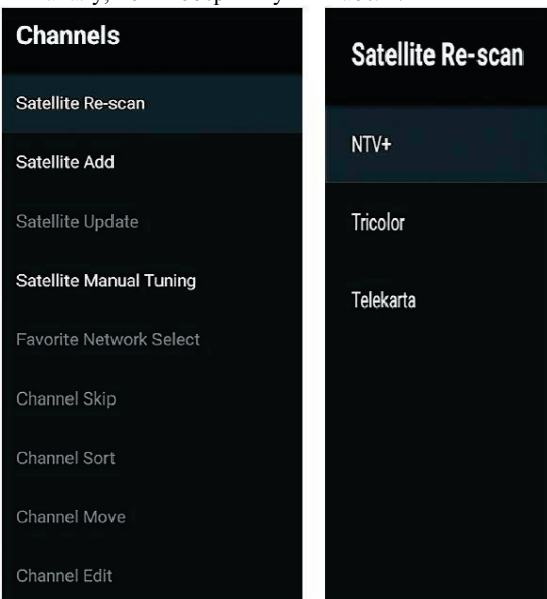 Channels
Satellite Re-scan
Satellite Add
Satellite Update
Satellite Manual Tuning
Favorite Network Select
Channel Skip
Channel Sort
Channel Move
Channel Edit
Satellite Re-scan
NTV+
Tricolor
Telekarta